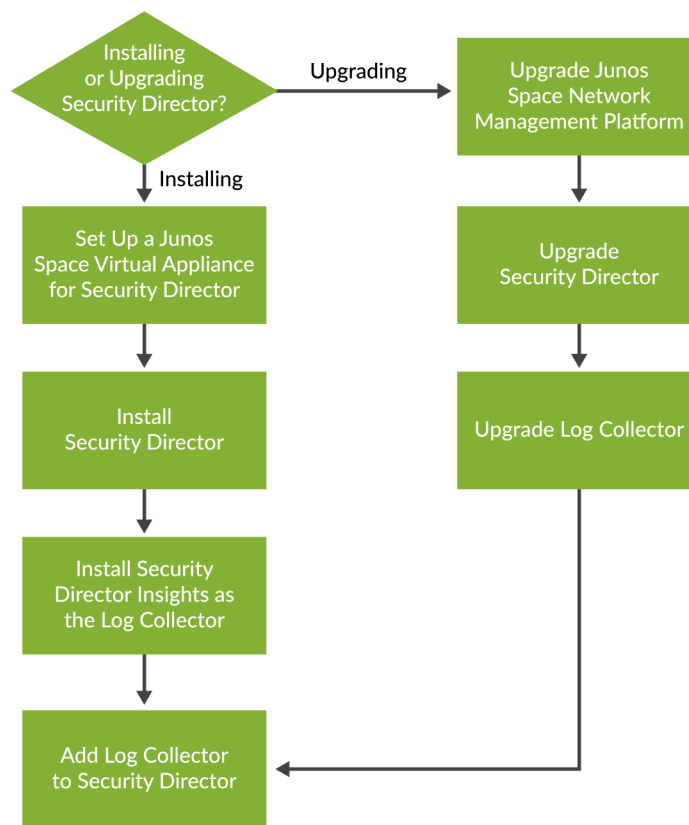 Installing
or Upgrading
Security Director?
Upgrading
Upgrade Junos
Space Network
Management Platform
Installing
Set Up a Junos
Space Virtual Appliance
for Security Director
Upgrade
Security Director
Install
Security Director
Upgrade Log Collector
Install Security
Director Insights as
the Log Collector
Add Log Collector
to Security Director